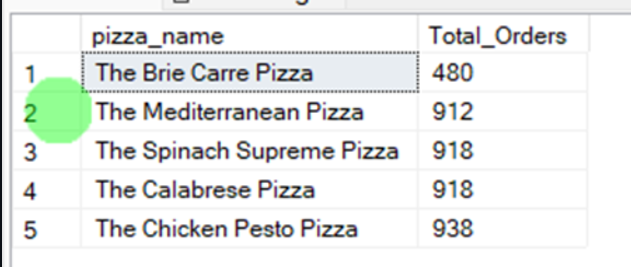 pizza_name Total_Orders
1 The Brie Carre Pizza 480
2 The Mediterranean Pizza 912
3 The Spinach Supreme Pizza 918
4 The Calabrese Pizza 918
5 The Chicken Pesto Pizza 938